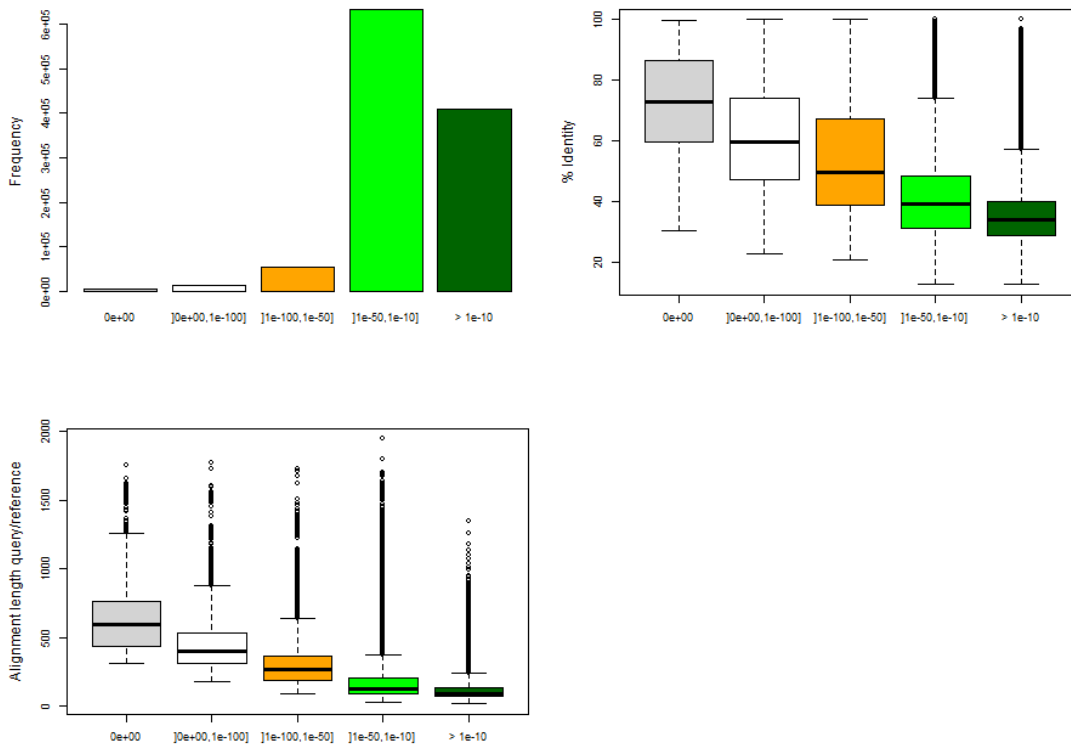 Frequency
6e+05
5e+05
4e+05
3e+05
2e+05
1e+05
0e+00
0e+00 ]0e+00,1e-100] ]1e-100,1e-50] ]1e-50,1e-10] > 1e-10
% Identity
100
80
60
40
20
0e+00 ]0e+00,1e-100] ]1e-100,1e-50] ]1e-50,1e-10] > 1e-10
Alignment length query/reference
2000
1500
1000
500
0
0e+00 ]0e+00,1e-100] ]1e-100,1e-50] ]1e-50,1e-10] > 1e-10